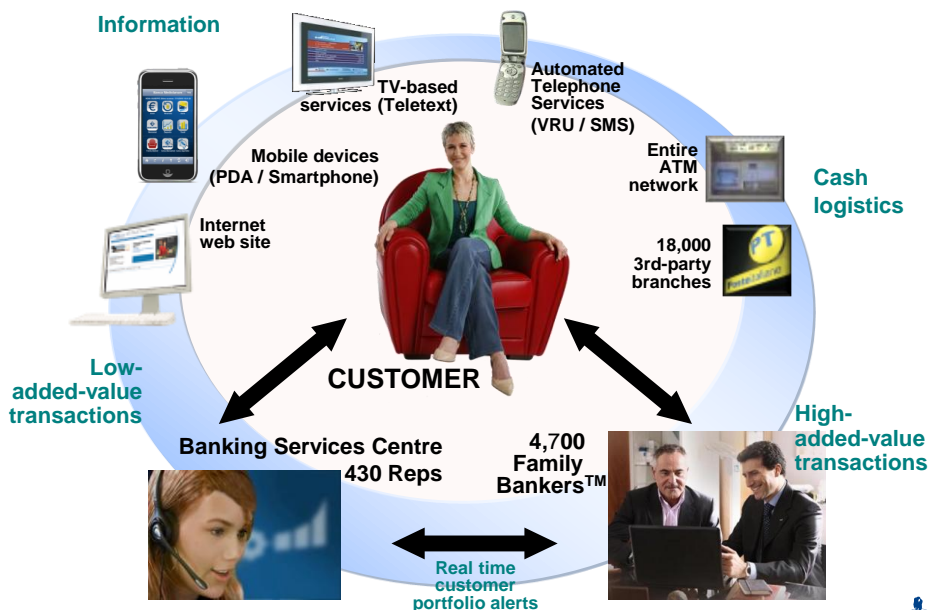 Information
TV-based
services (Teletext)
Automated
Telephone
Services
(VRU / SMS)
Mobile devices
(PDA / Smartphone)
Entire
ATM
network
Cash
logistics
Internet
web site
18,000
3rd-party
branches
PT
Posteitaliane
CUSTOMER
Low-
added-value
transactions
High-
added-value
transactions
Banking Services Centre
430 Reps
4,700
Family
Bankers™
Real time
customer
portfolio alerts